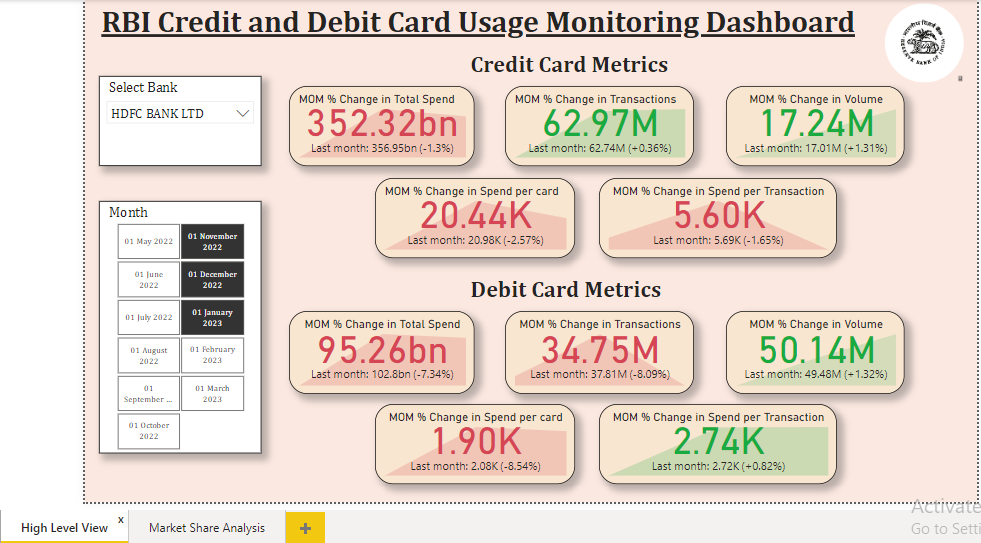 RBI Credit and Debit Card Usage Monitoring Dashboard
Select Bank
HDFC BANK LTD
Month
01 May 2022
01 November
2022
01 June
2022
01 December
2022
01 July 2022
01 January
2023
01 August
2022
01 February
2023
01
September ...
01 March
2023
01 October
2022
Credit Card Metrics
MOM % Change in Total Spend
352.32bn
Last month: 356.95bn (-1.3%)
MOM % Change in Transactions
62.97M
Last month: 62.74M (+0.36%)
MOM % Change in Volume
17.24M
Last month: 17.01M (+1.31%)
MOM % Change in Spend per card
20.44K
Last month: 20.98K (-2.57%)
MOM % Change in Spend per Transaction
5.60K
Last month: 5.69K (-1.65%)
Debit Card Metrics
MOM % Change in Total Spend
95.26bn
Last month: 102.8bn (-7.34%)
MOM % Change in Transactions
34.75M
Last month: 37.81M (-8.09%)
MOM % Change in Volume
50.14M
Last month: 49.48M (+1.32%)
MOM % Change in Spend per card
1.90K
Last month: 2.08K (-8.54%)
MOM % Change in Spend per Transaction
2.74K
Last month: 2.72K (+0.82%)
High Level View
x
Market Share Analysis
+
Activate
Go to Setti